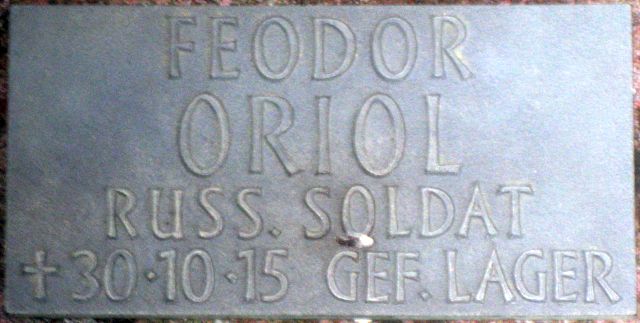 FEODOR
ORIOL
RUSS. SOLDAT
✝30·10·15 GEF. LAGER